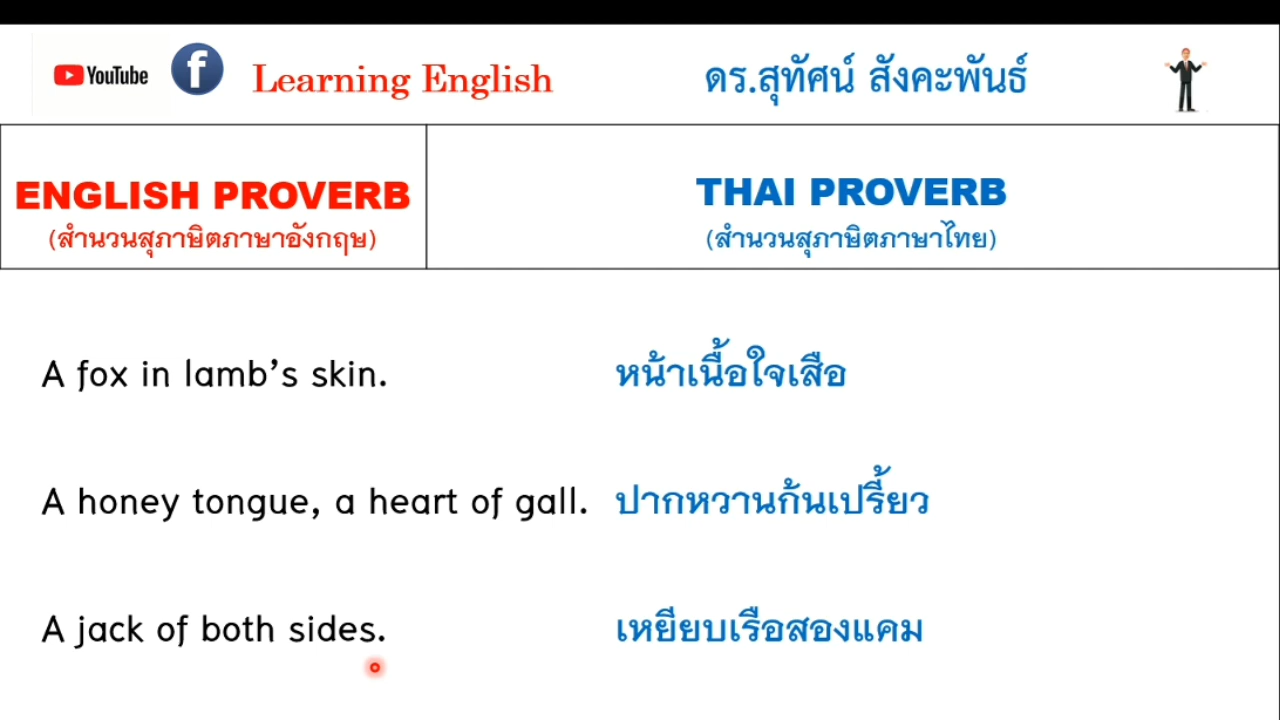 YouTube f Learning English ดร.สุทัศน์ สังคะพันธ์
ENGLISH PROVERB THAI PROVERB
(สำนวนสุภาษิตภาษาอังกฤษ) (สำนวนสุภาษิตภาษาไทย)
A fox in lamb's skin. หน้าเนื้อใจเสือ
A honey tongue, a heart of gall. ปากหวานก้นเปรี้ยว
A jack of both sides. เหยียบเรือสองแคม